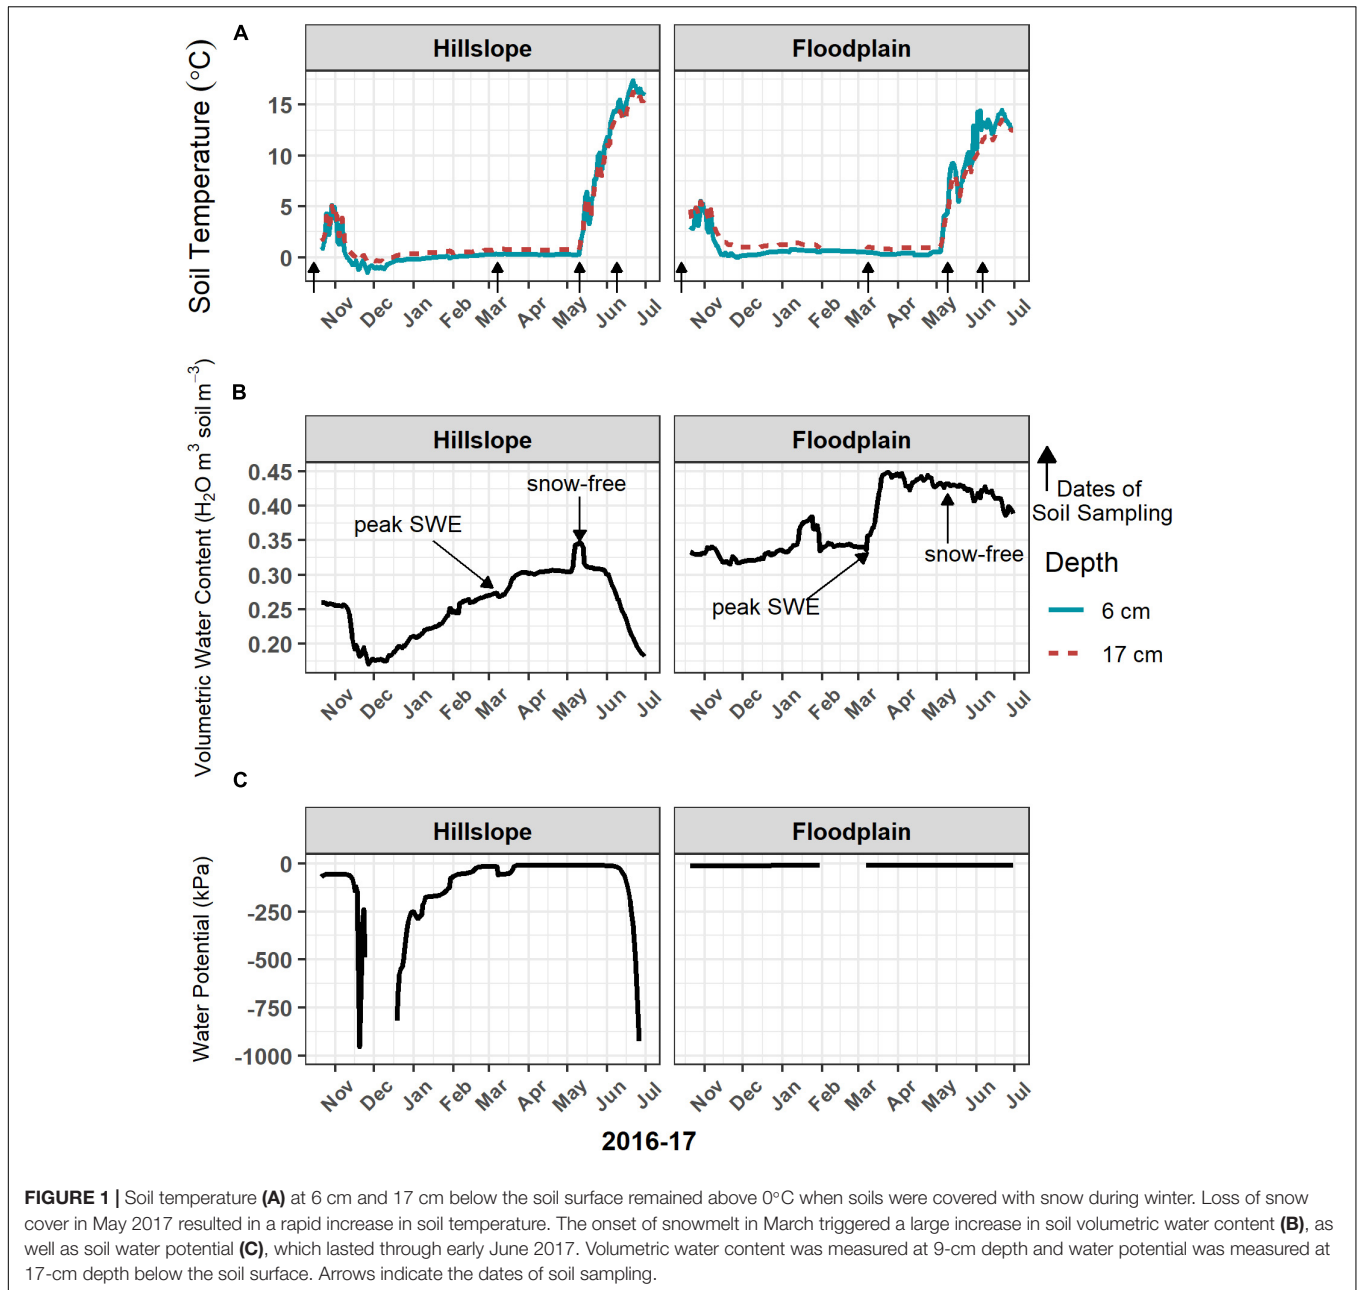 A
Hillslope
Floodplain
Soil Temperature (°C)
15
10
5
0
Nov Dec Jan Feb Mar Apr May Jun Jul
Nov Dec Jan Feb Mar Apr May Jun Jul
B
Hillslope
Floodplain
Volumetric Water Content (H₂O m³ soil m⁻³)
0.45
0.40
0.35
0.30
0.25
0.20
peak SWE
snow-free
peak SWE
snow-free
Nov Dec Jan Feb Mar Apr May Jun Jul
Nov Dec Jan Feb Mar Apr May Jun Jul
Dates of
Soil Sampling
Depth
6 cm
17 cm
C
Hillslope
Floodplain
Water Potential (kPa)
0
-250
-500
-750
-1000
Nov Dec Jan Feb Mar Apr May Jun Jul
Nov Dec Jan Feb Mar Apr May Jun Jul
2016-17
FIGURE 1 | Soil temperature (A) at 6 cm and 17 cm below the soil surface remained above 0°C when soils were covered with snow during winter. Loss of snow
cover in May 2017 resulted in a rapid increase in soil temperature. The onset of snowmelt in March triggered a large increase in soil volumetric water content (B), as
well as soil water potential (C), which lasted through early June 2017. Volumetric water content was measured at 9-cm depth and water potential was measured at
17-cm depth below the soil surface. Arrows indicate the dates of soil sampling.